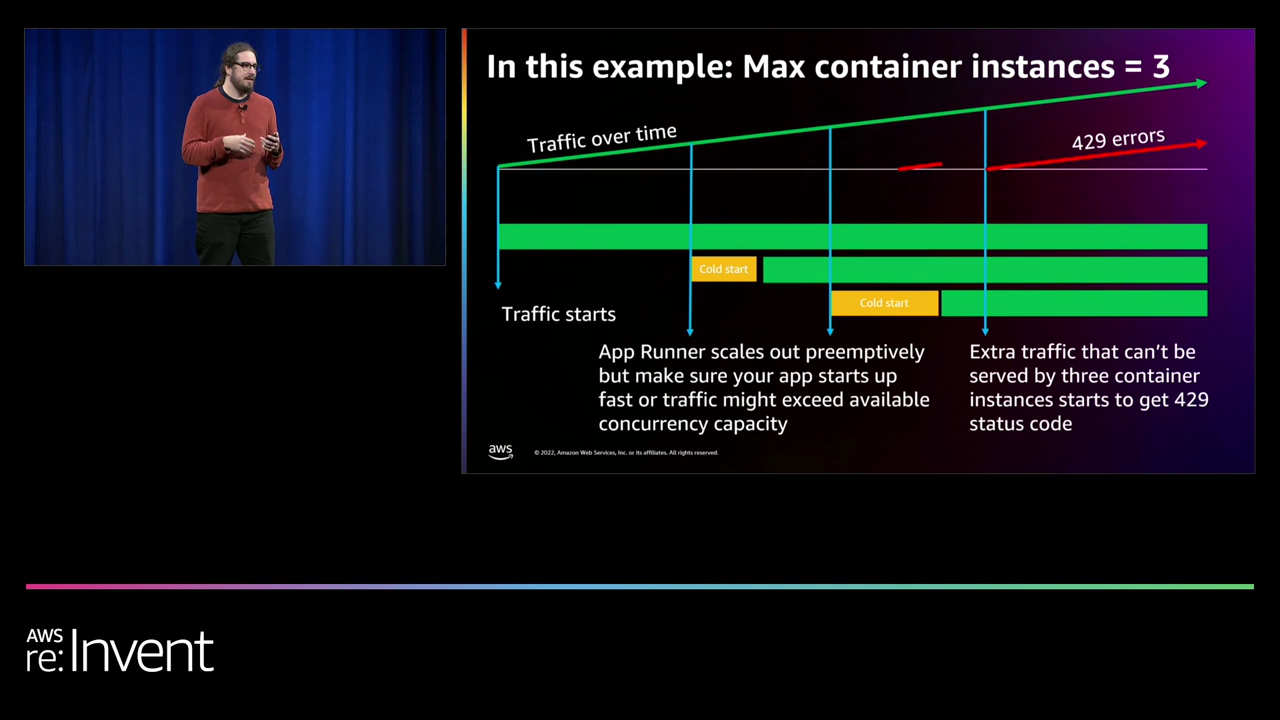 In this example: Max container instances = 3
Traffic over time
429 errors
Cold start
Cold start
Traffic starts
App Runner scales out preemptively
but make sure your app starts up
fast or traffic might exceed available
concurrency capacity
Extra traffic that can't be
served by three container
instances starts to get 429
status code
aws
© 2022, Amazon Web Services, Inc. or its affiliates. All rights reserved.
AWS
re:Invent